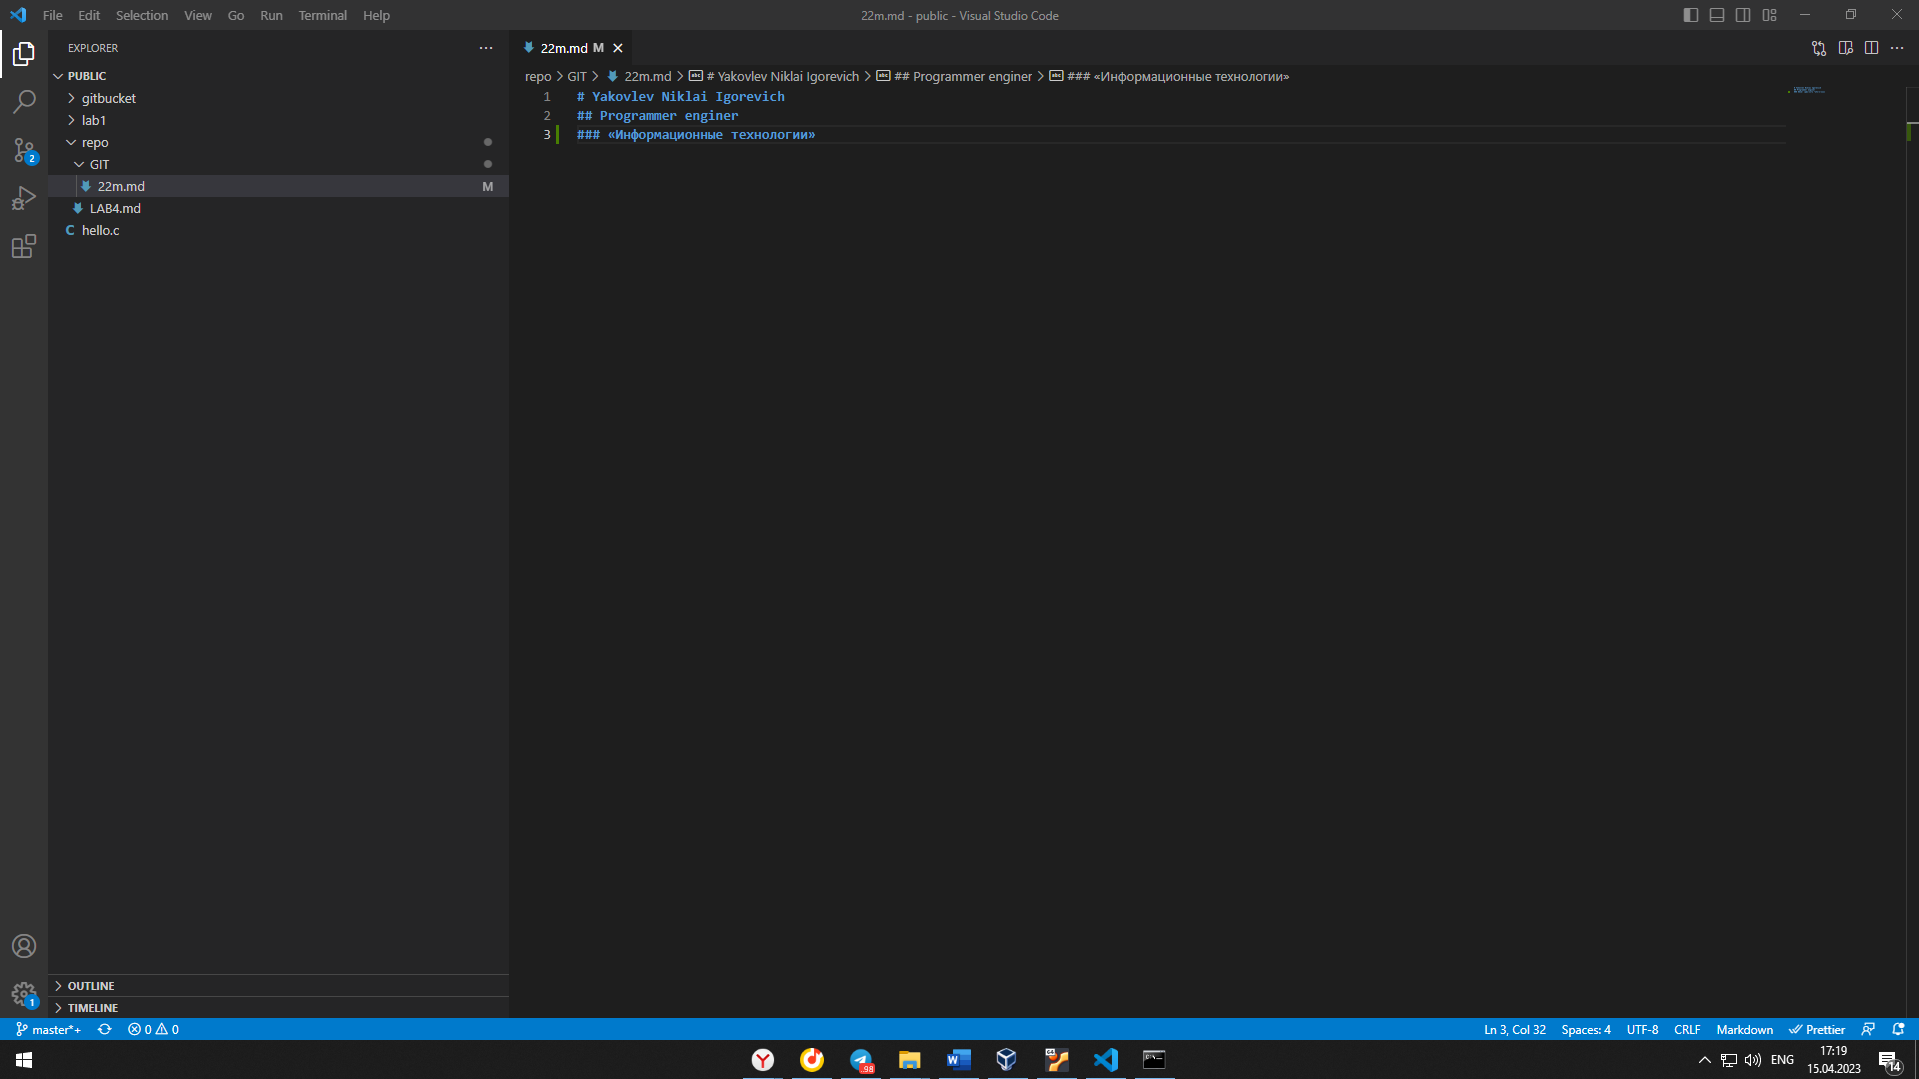 File Edit Selection View Go Run Terminal Help
22m.md - public - Visual Studio Code
EXPLORER
22m.md M
PUBLIC
repo > GIT > 22m.md > # Yakovlev Niklai Igorevich > ## Programmer enginer > ### «Информационные технологии»
gitbucket
lab1
repo
GIT
22m.md M
LAB4.md
C hello.c
1 # Yakovlev Niklai Igorevich
2 ## Programmer enginer
3 ### «Информационные технологии»
2
1
OUTLINE
TIMELINE
master*+ 0 0
Ln 3, Col 32 Spaces: 4 UTF-8 CRLF Markdown Prettier
98
ENG
17:19
15.04.2023
14